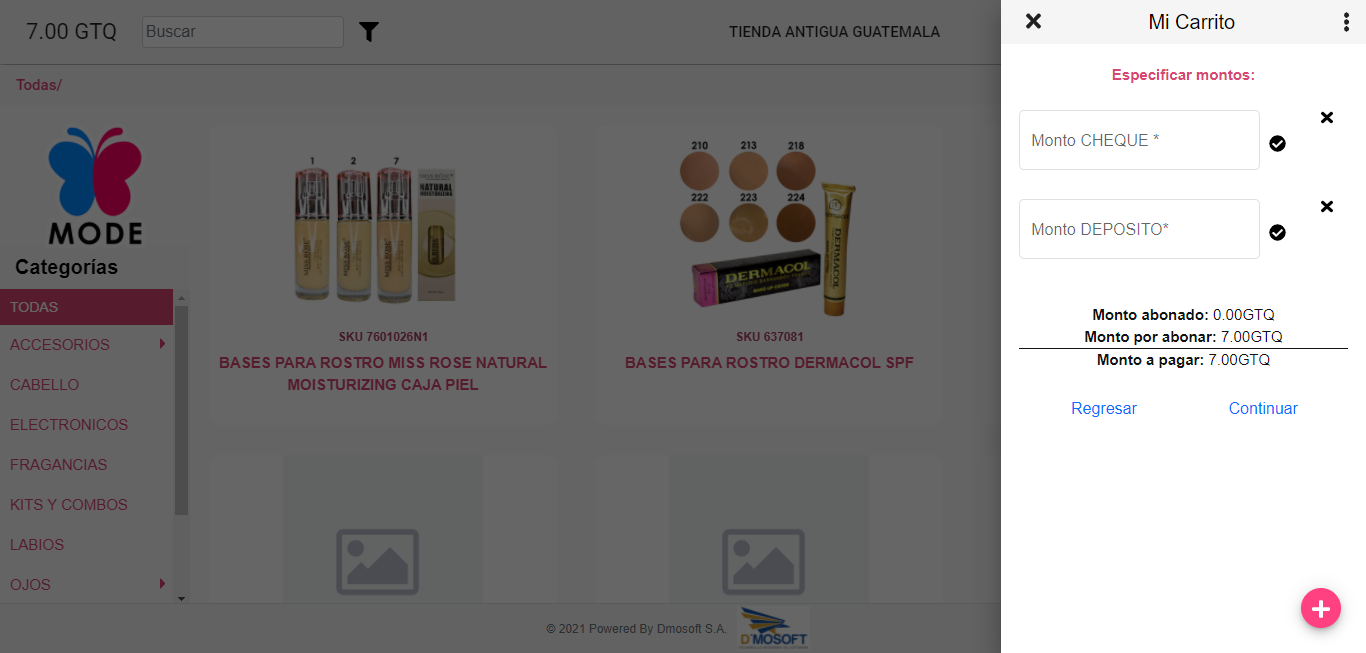 7.00 GTQ
Buscar
TIENDA ANTIGUA GUATEMALA
Todas/
MODE
Categorías
TODAS
ACCESORIOS
CABELLO
ELECTRONICOS
FRAGANCIAS
KITS Y COMBOS
LABIOS
OJOS
1 2 7
MISS ROSE
NATURAL
MOISTURIZING
SKU 7601026N1
BASES PARA ROSTRO MISS ROSE NATURAL
MOISTURIZING CAJA PIEL
210 213 218
222 223 224
DERMACOL
DERMACOL
SKU 637081
BASES PARA ROSTRO DERMACOL SPF
© 2021 Powered By Dmosoft S.A.
D'MOSOFT
Mi Carrito
Especificar montos:
Monto CHEQUE *
Monto DEPOSITO*
Monto abonado: 0.00GTQ
Monto por abonar: 7.00GTQ
Monto a pagar: 7.00GTQ
Regresar
Continuar